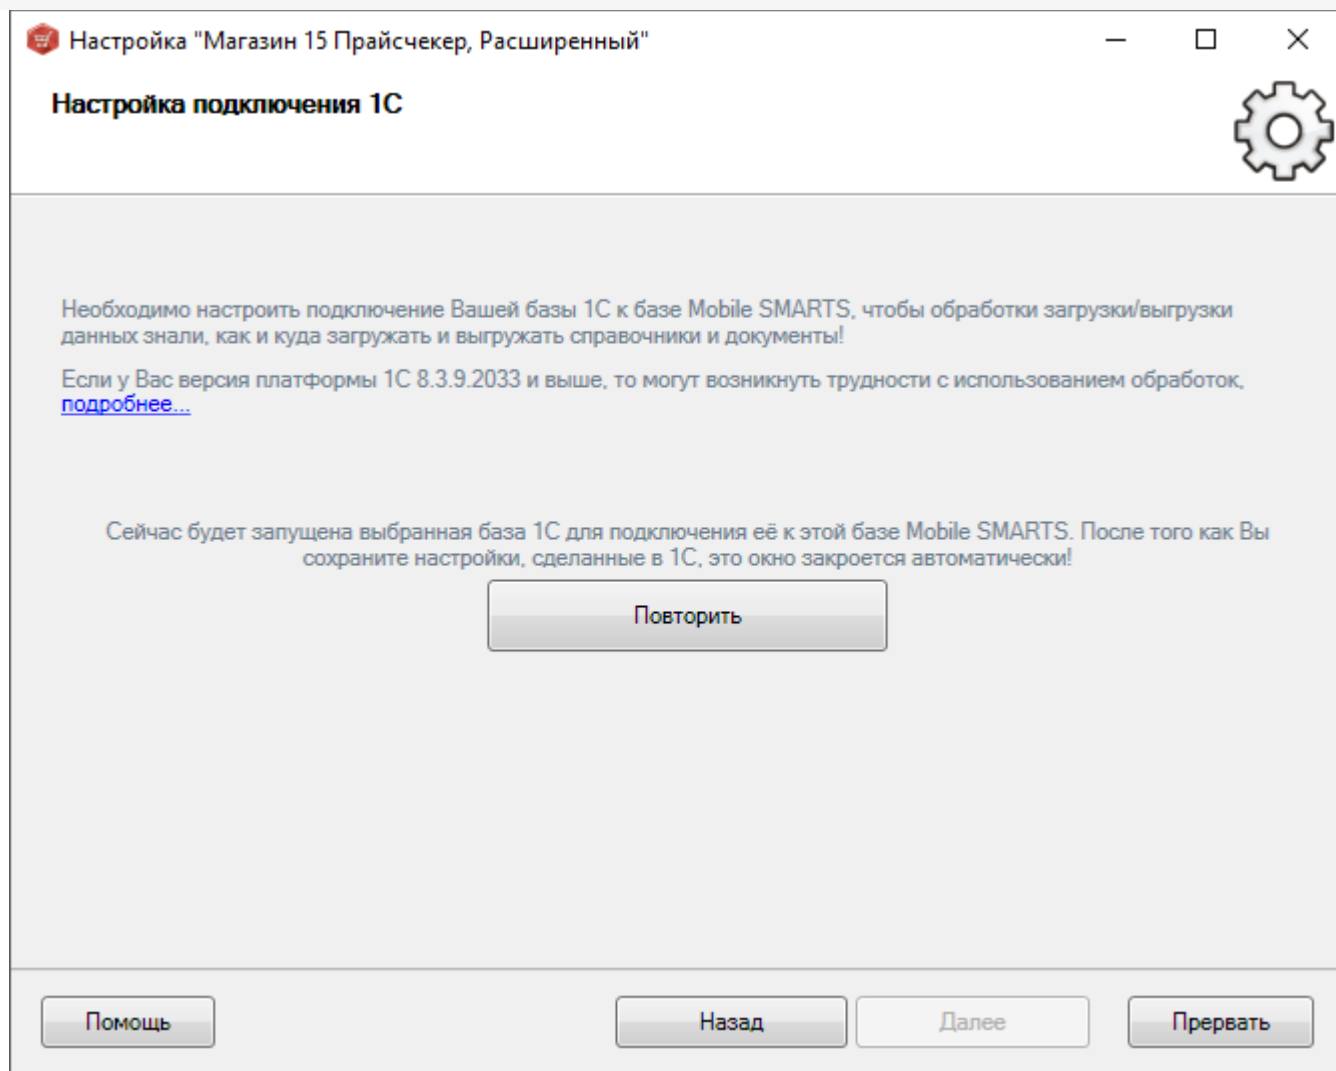 Настройка "Магазин 15 Прайсчекер, Расширенный"
Настройка подключения 1С
Необходимо настроить подключение Вашей базы 1С к базе Mobile SMARTS, чтобы обработки загрузки/выгрузки
данных знали, как и куда загружать и выгружать справочники и документы!
Если у Вас версия платформы 1С 8.3.9.2033 и выше, то могут возникнуть трудности с использованием обработок,
подробнее...
Сейчас будет запущена выбранная база 1С для подключения её к этой базе Mobile SMARTS. После того как Вы
сохраните настройки, сделанные в 1С, это окно закроется автоматически!
Повторить
Помощь
Назад
Далее
Прервать